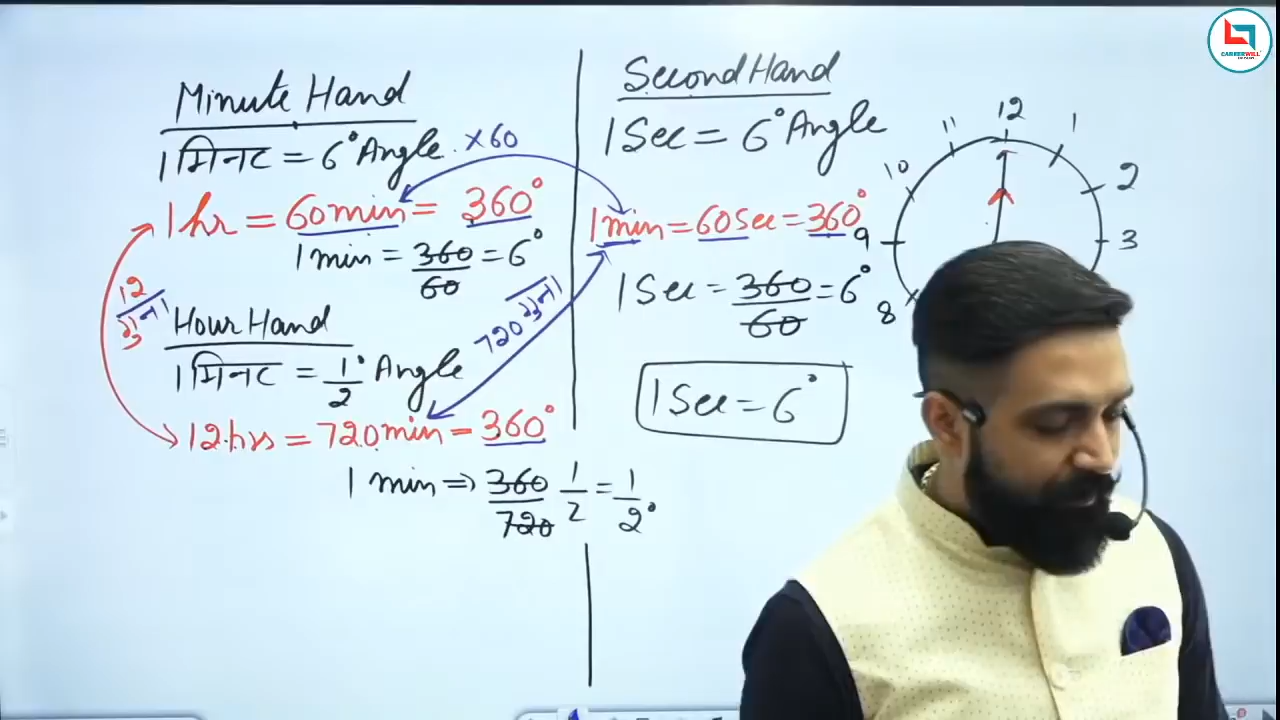 Minute Hand
1 मिनट = 6° Angle
×60
1 hr = 60 min = 360°
1 min = 360/60 = 6°
12 गुना
Hour Hand
1 मिनट = 1/2° Angle
12 hrs = 720 min = 360°
1 min ⇒ 360/720 1/2 = 1/2°
720 गुना
Second Hand
1 Sec = 6° Angle
1 min = 60 Sec = 360°
1 Sec = 360/60 = 6°
1 Sec = 6°
12
11
1
10
2
9
3
8
CAREERWILL